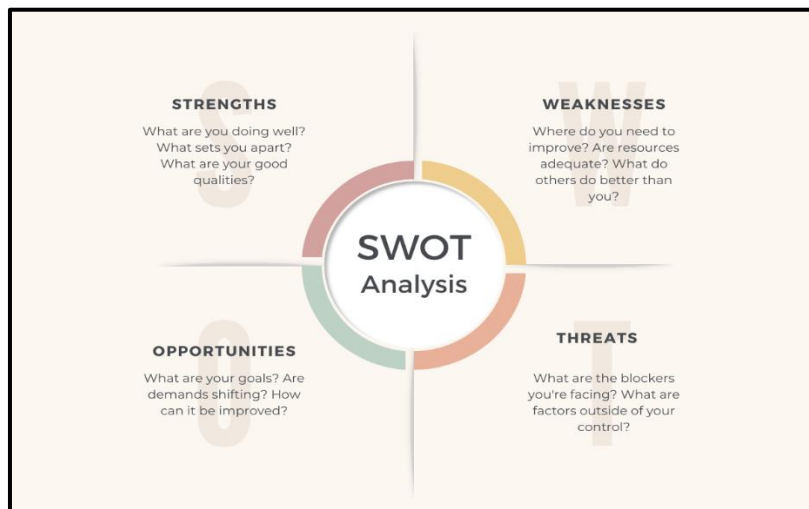 S
STRENGTHS
What are you doing well?
What sets you apart?
What are your good
qualities?
W
WEAKNESSES
Where do you need to
improve? Are resources
adequate? What do
others do better than
you?
SWOT
Analysis
O
OPPORTUNITIES
What are your goals? Are
demands shifting? How
can it be improved?
T
THREATS
What are the blockers
you're facing? What are
factors outside of your
control?